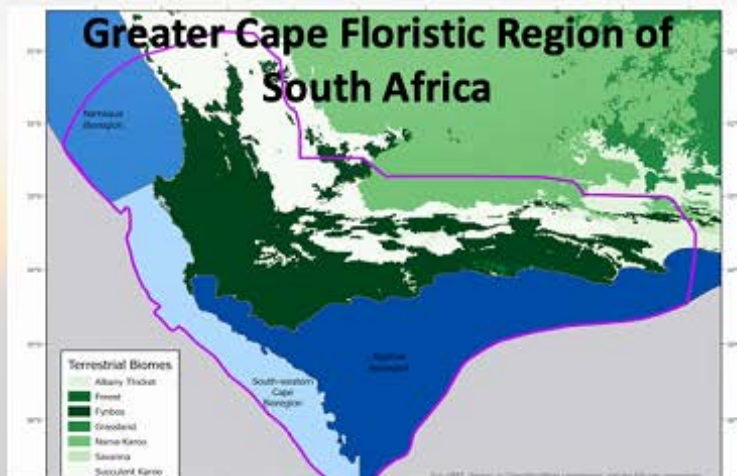 Greater Cape Floristic Region of
South Africa
Namaqua
Bioregion
Agulhas
Bioregion
South-western
Cape
Bioregion
Terrestrial Biomes
Albany Thicket
Forest
Fynbos
Grassland
Nama-Karoo
Savanna
Succulent Karoo